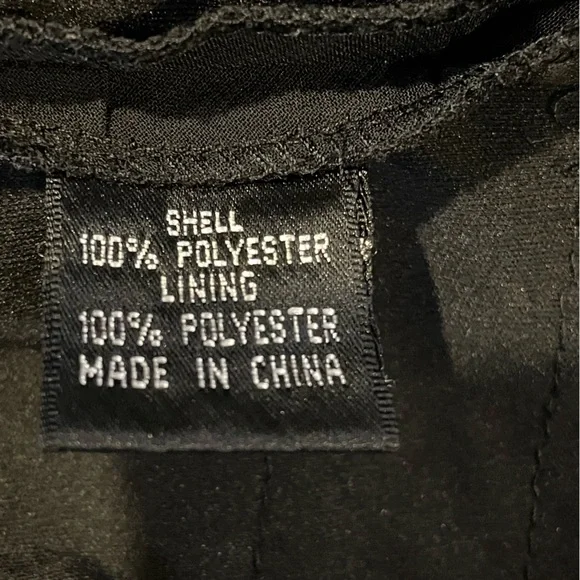 SHELL
100% POLYESTER
LINING
100% POLYESTER
MADE IN CHINA